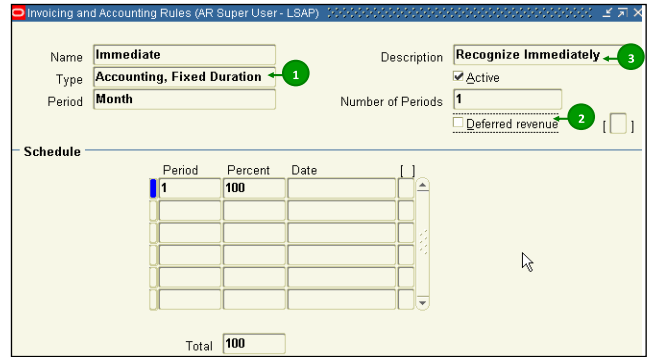 Invoicing and Accounting Rules (AR Super User - LSAP)
Name Immediate Description Recognize Immediately 3
Type Accounting, Fixed Duration 1 Active
Period Month Number of Periods 1
Deferred revenue 2 [ ]
Schedule
Period Percent Date [ ]
1 100
Total 100